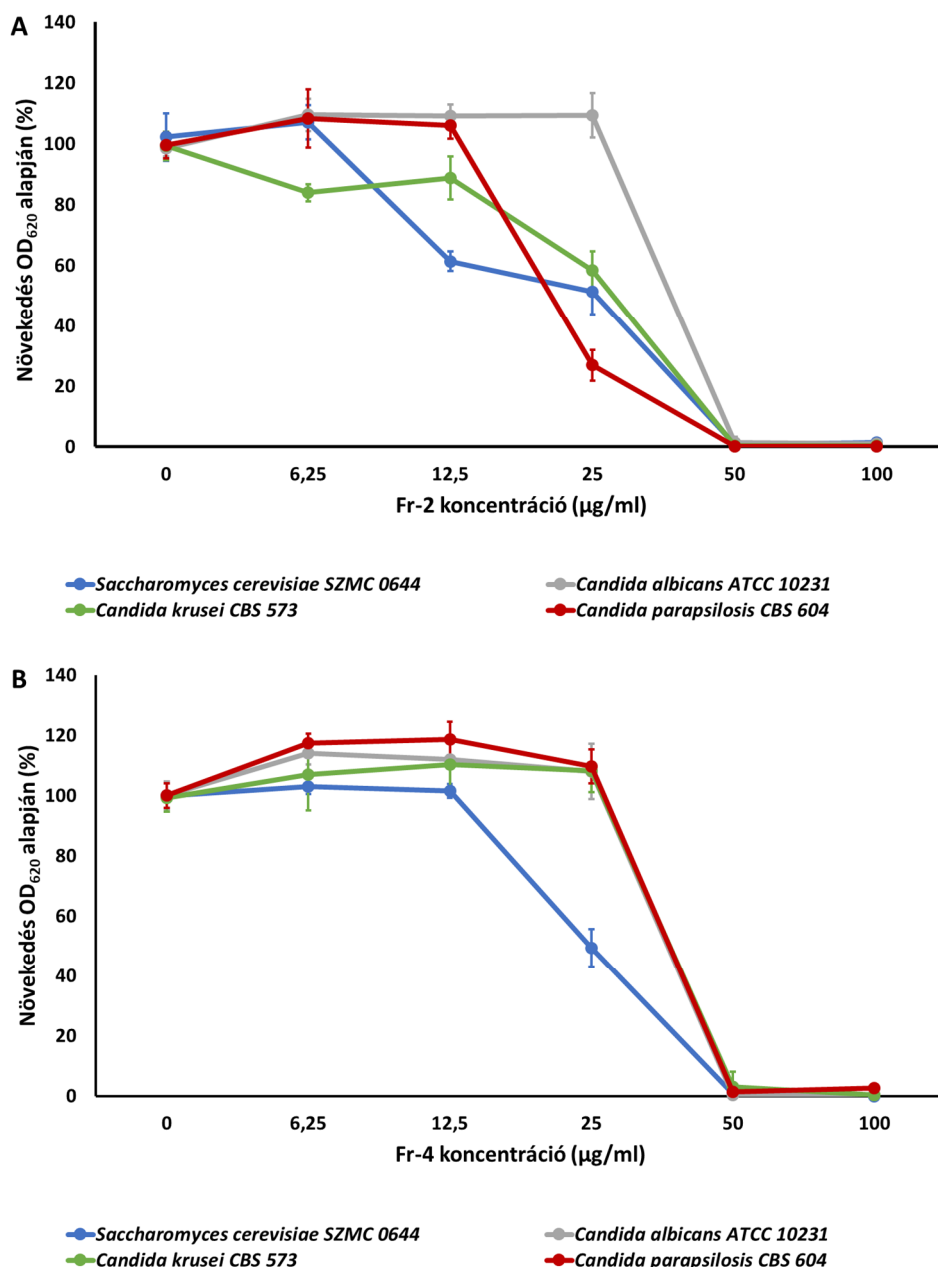 A
140
120
100
80
60
40
20
0
Növekedés OD620 alapján (%)
0 6,25 12,5 25 50 100
Fr-2 koncentráció (µg/ml)
Saccharomyces cerevisiae SZMC 0644 Candida albicans ATCC 10231
Candida krusei CBS 573 Candida parapsilosis CBS 604
B
140
120
100
80
60
40
20
0
Növekedés OD620 alapján (%)
0 6,25 12,5 25 50 100
Fr-4 koncentráció (µg/ml)
Saccharomyces cerevisiae SZMC 0644 Candida albicans ATCC 10231
Candida krusei CBS 573 Candida parapsilosis CBS 604